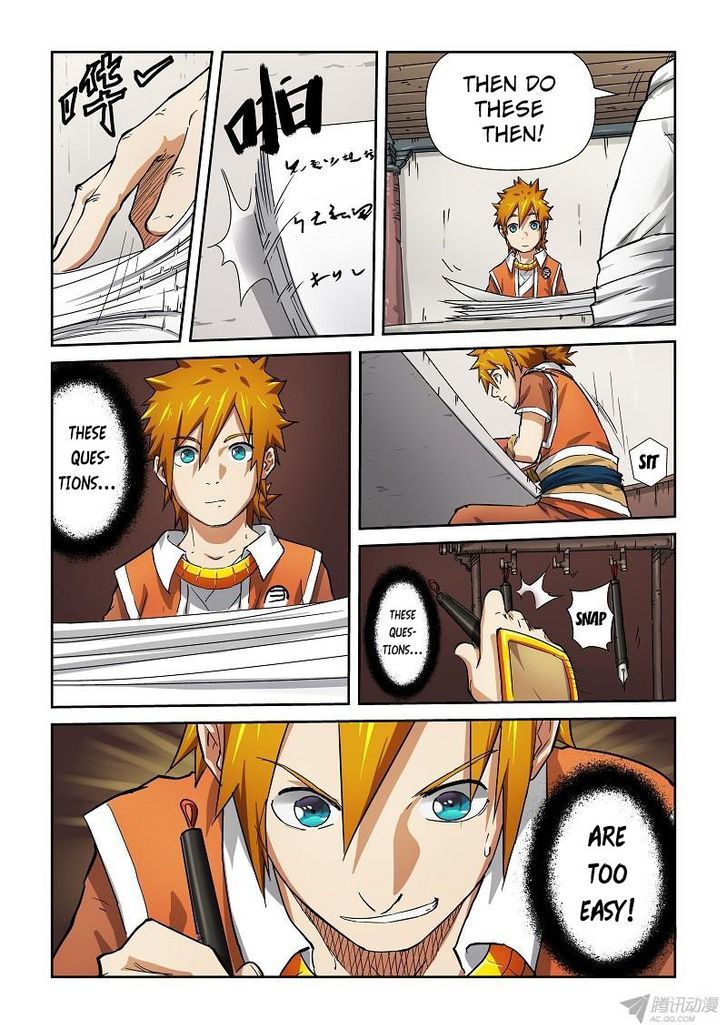 哗
啪
THEN DO
THESE
THEN!
THESE
QUES-
TIONS...
SIT
THESE
QUES-
TIONS...
SNAP
ARE
TOO
EASY!
腾讯动漫
AC.QQ.COM